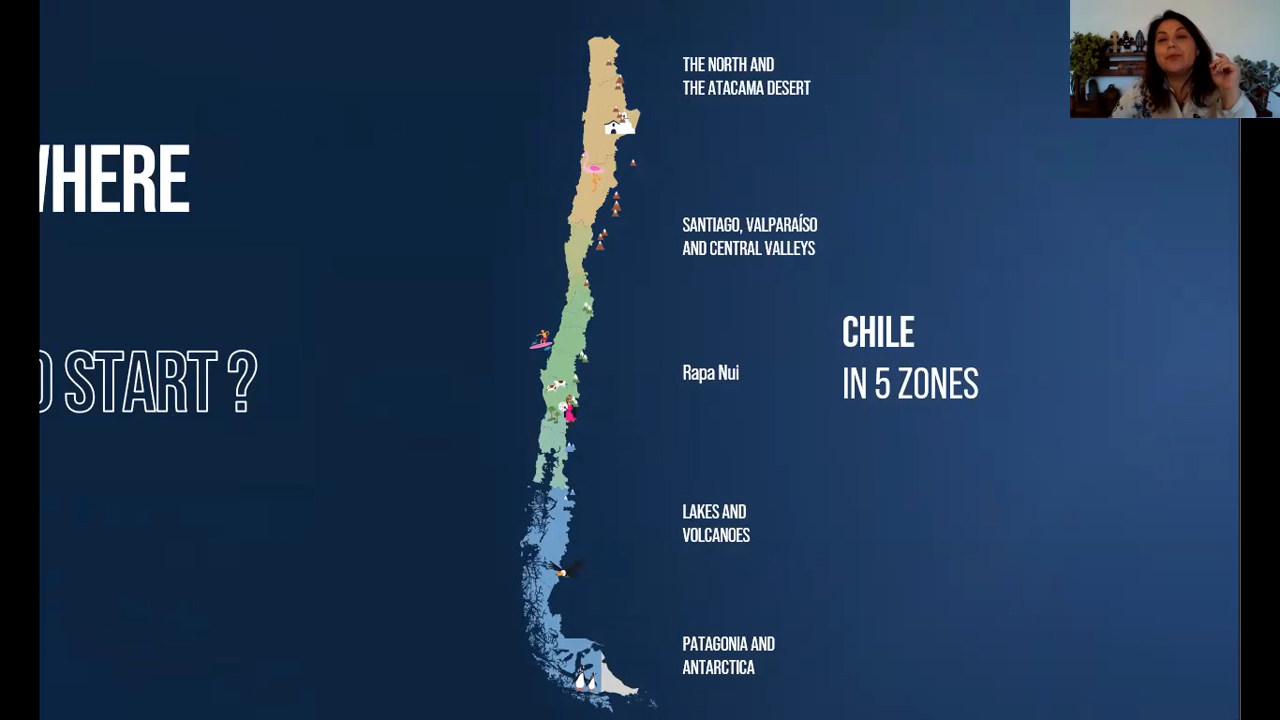 WHERE
O START ?
THE NORTH AND
THE ATACAMA DESERT
SANTIAGO, VALPARAÍSO
AND CENTRAL VALLEYS
Rapa Nui
CHILE
IN 5 ZONES
LAKES AND
VOLCANOES
PATAGONIA AND
ANTARCTICA